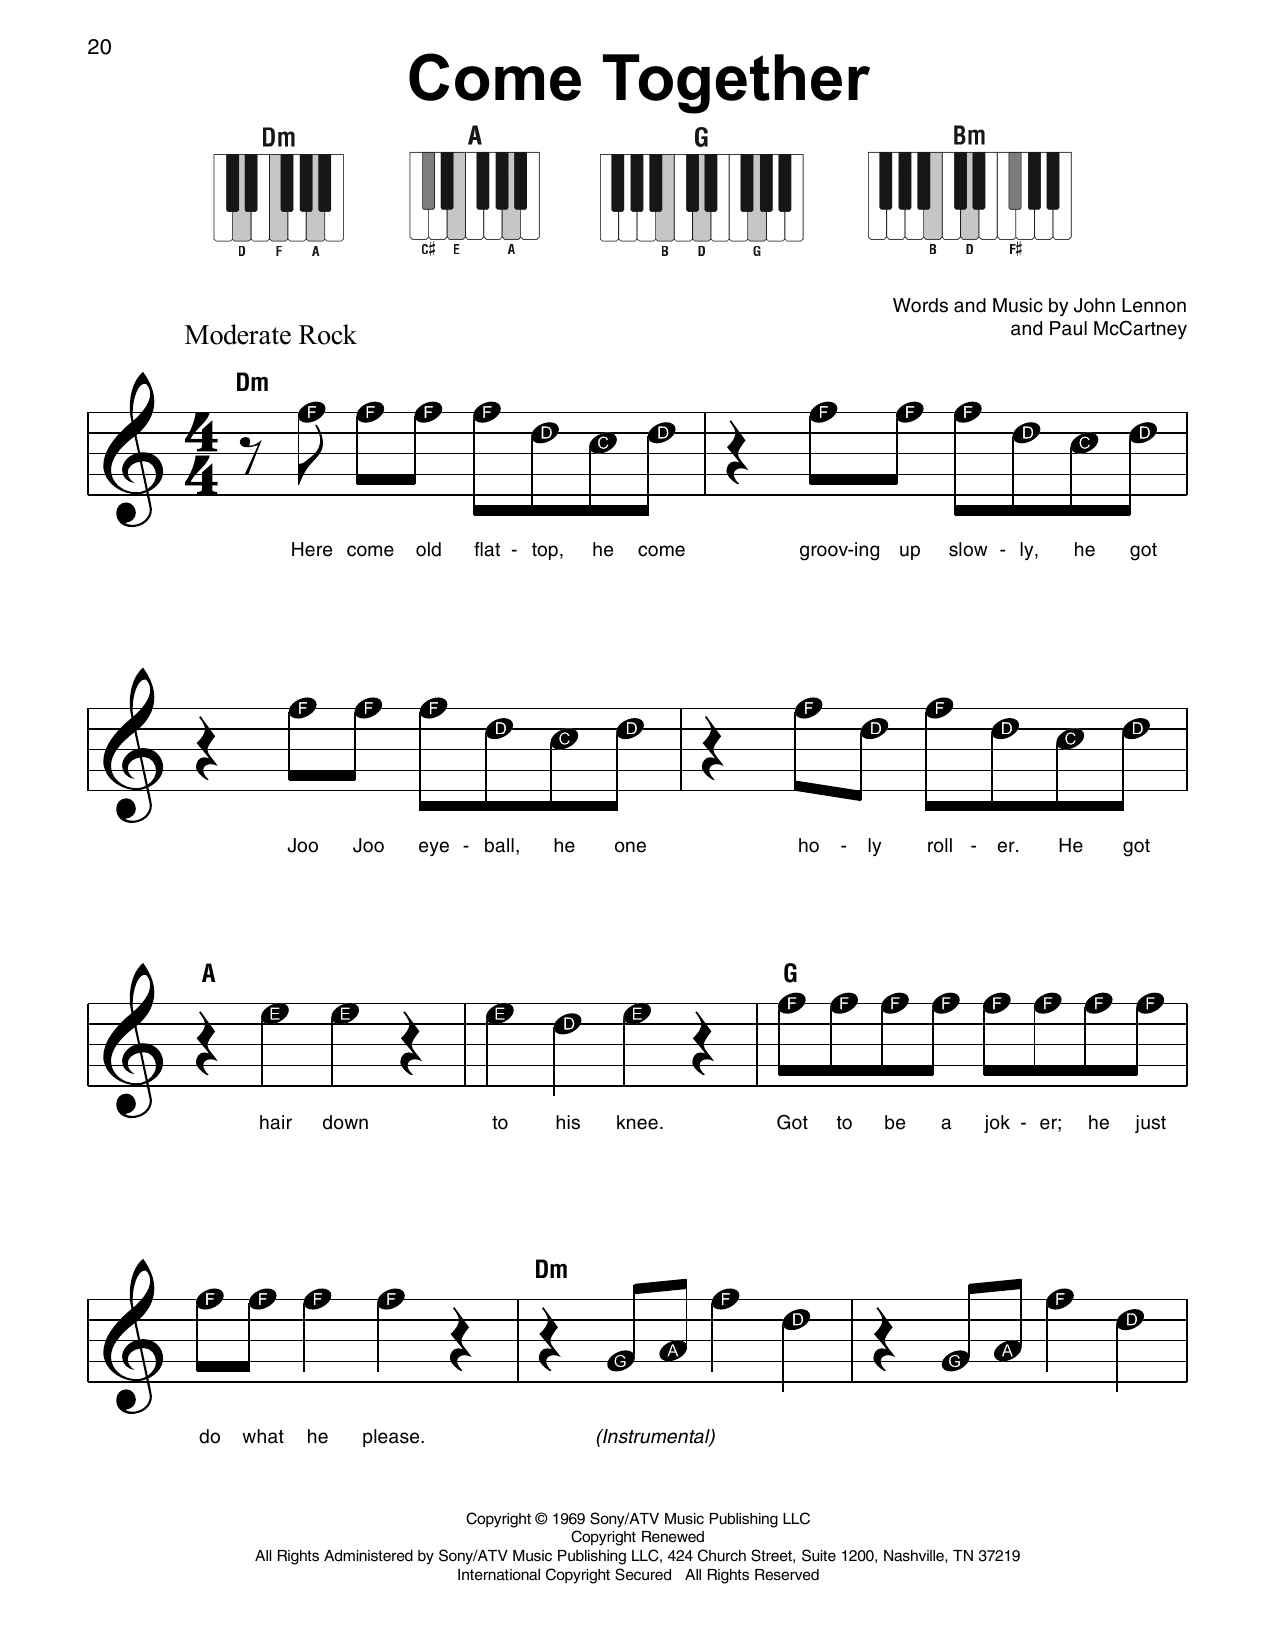 20
Come Together
Dm A G Bm
D F A C# E A B D G B D F#
Words and Music by John Lennon
and Paul McCartney
Moderate Rock
Dm
4/4
F F F F D C D F F F D C D
Here come old flat - top, he come groov-ing up slow - ly, he got
F F F D C D F D F D C D
Joo Joo eye - ball, he one ho - ly roll - er. He got
A G
E E E D E F F F F F F F F
hair down to his knee. Got to be a jok - er; he just
Dm
F F F F G A F D G A F D
do what he please. (Instrumental)
Copyright © 1969 Sony/ATV Music Publishing LLC
Copyright Renewed
All Rights Administered by Sony/ATV Music Publishing LLC, 424 Church Street, Suite 1200, Nashville, TN 37219
International Copyright Secured All Rights Reserved